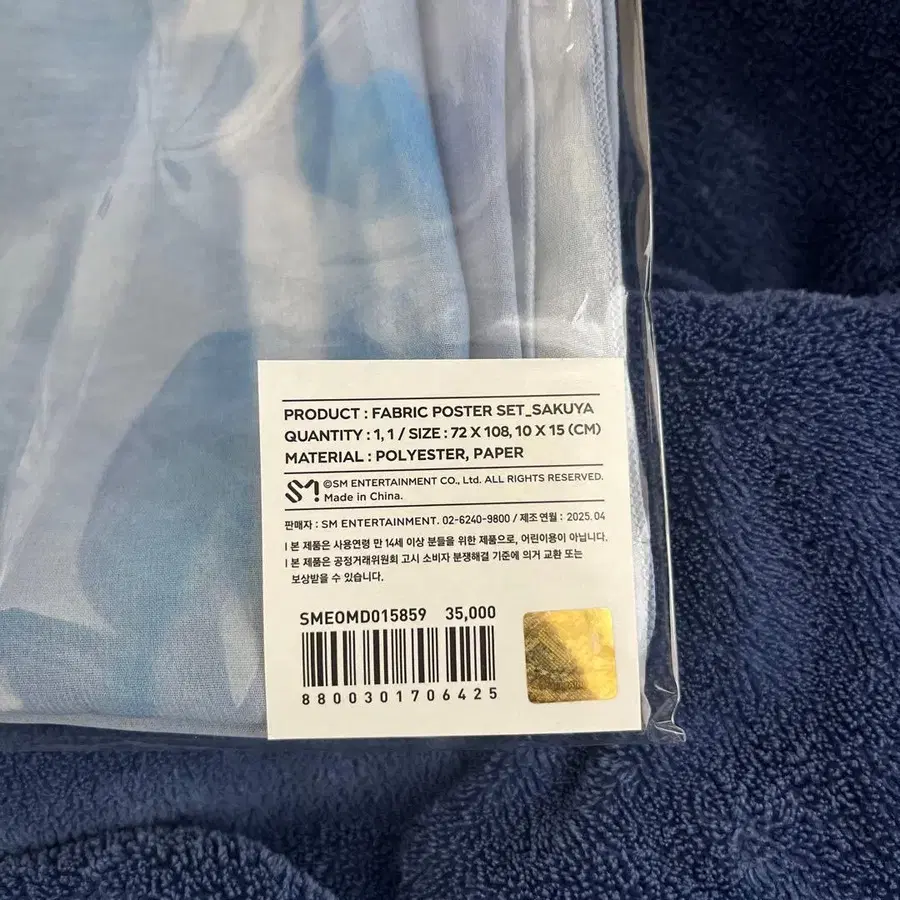 PRODUCT : FABRIC POSTER SET_SAKUYA
QUANTITY : 1, 1 / SIZE : 72 X 108, 10 X 15 (CM)
MATERIAL : POLYESTER, PAPER
SM
©SM ENTERTAINMENT CO., Ltd. ALL RIGHTS RESERVED.
Made in China.
판매자 : SM ENTERTAINMENT. 02-6240-9800 / 제조연월 : 2025.04
I 본 제품은 사용연령 만 14세 이상 분들을 위한 제품으로, 어린이용이 아닙니다.
I 본 제품은 공정거래위원회 고시 소비자 분쟁해결 기준에 의거 교환 또는
보상받을 수 있습니다.
SMEOMD015859 35,000
8800301706425